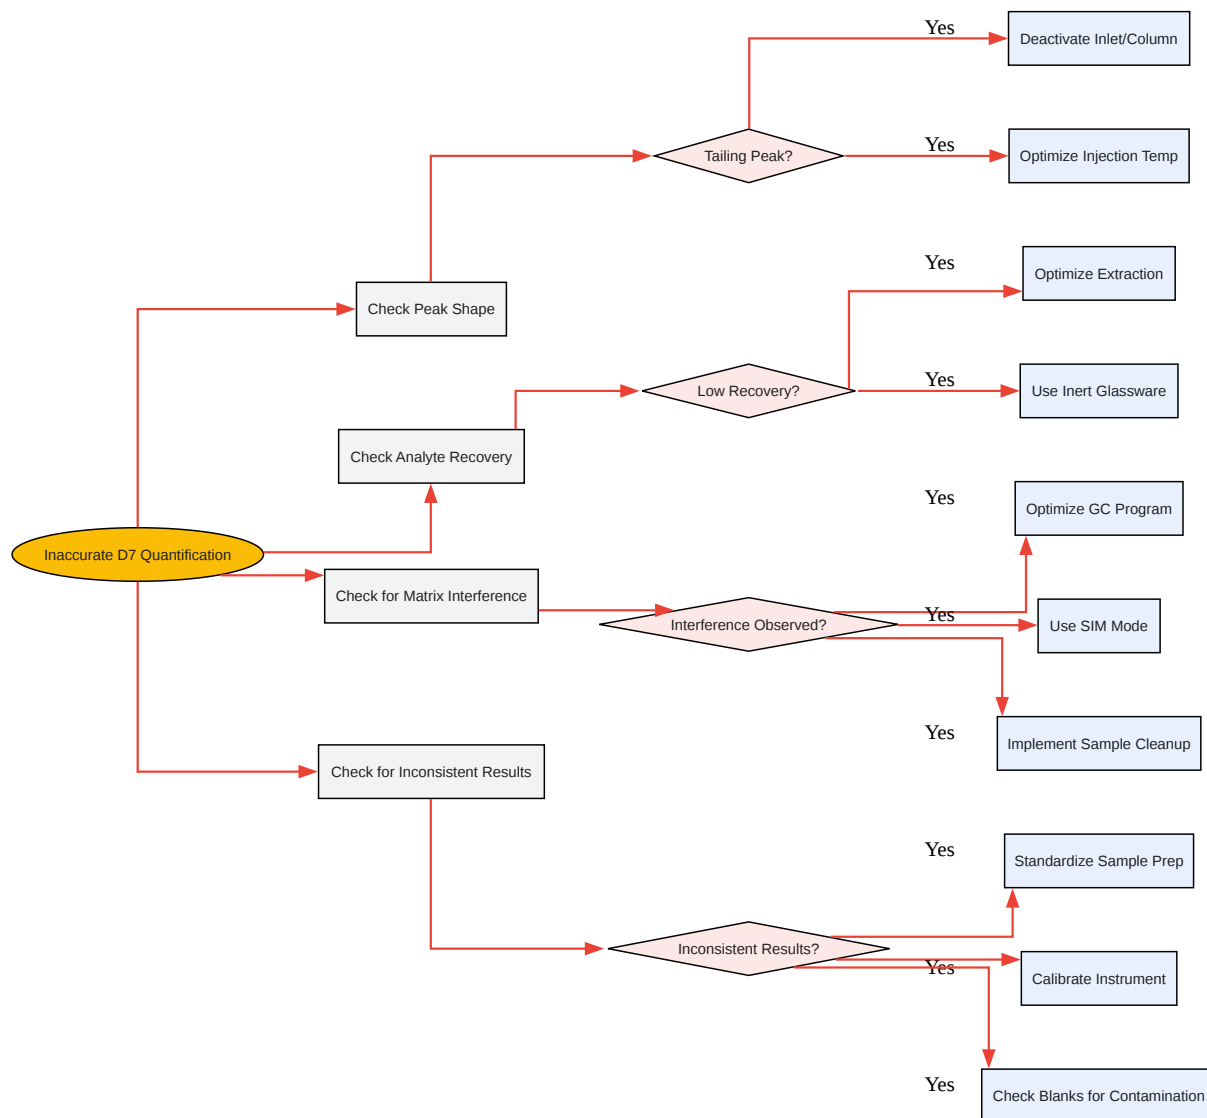 Yes
Deactivate Inlet/Column
Tailing Peak?
Yes
Optimize Injection Temp
Yes
Optimize Extraction
Check Peak Shape
Low Recovery?
Yes
Use Inert Glassware
Check Analyte Recovery
Yes
Optimize GC Program
Inaccurate D7 Quantification
Check for Matrix Interference
Interference Observed?
Yes
Use SIM Mode
Yes
Implement Sample Cleanup
Check for Inconsistent Results
Yes
Standardize Sample Prep
Inconsistent Results?
Yes
Calibrate Instrument
Yes
Check Blanks for Contamination